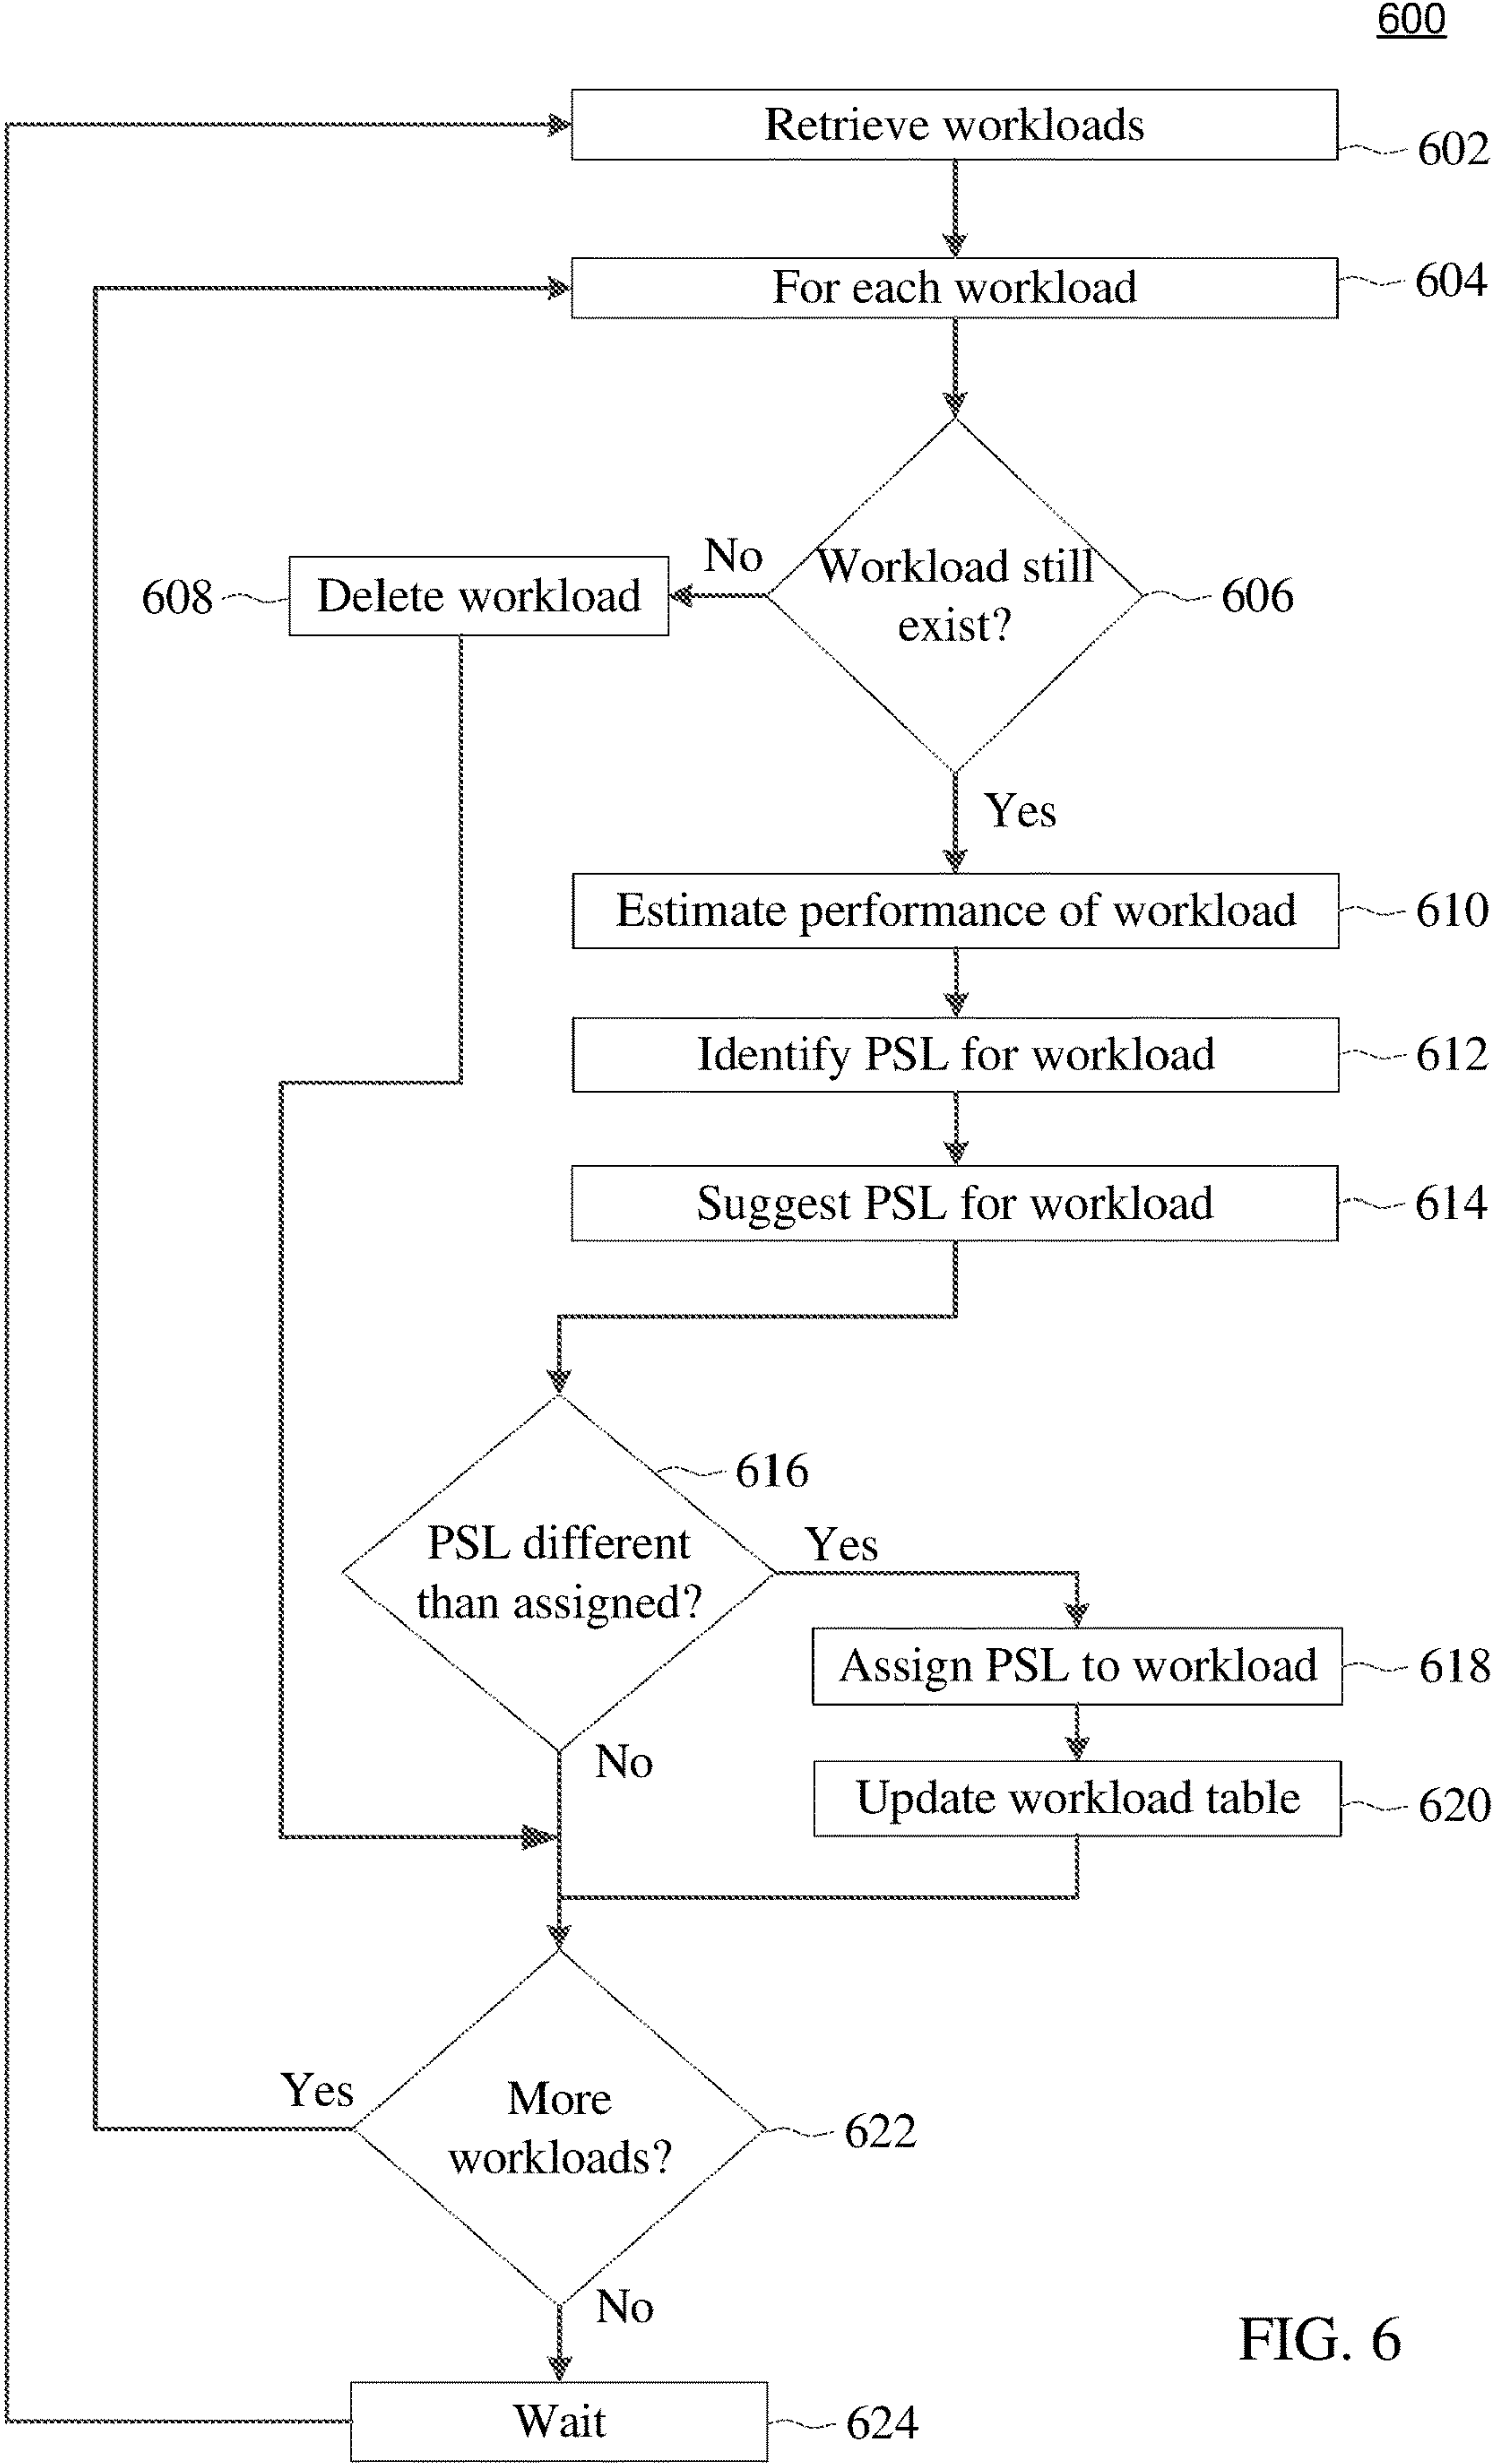 600
Retrieve workloads
602
For each workload
604
No
Workload still
exist?
606
608
Delete workload
Yes
Estimate performance of workload
610
Identify PSL for workload
612
Suggest PSL for workload
614
616
PSL different
than assigned?
Yes
Assign PSL to workload
618
No
Update workload table
620
Yes
More
workloads?
622
No
Wait
624
FIG. 6